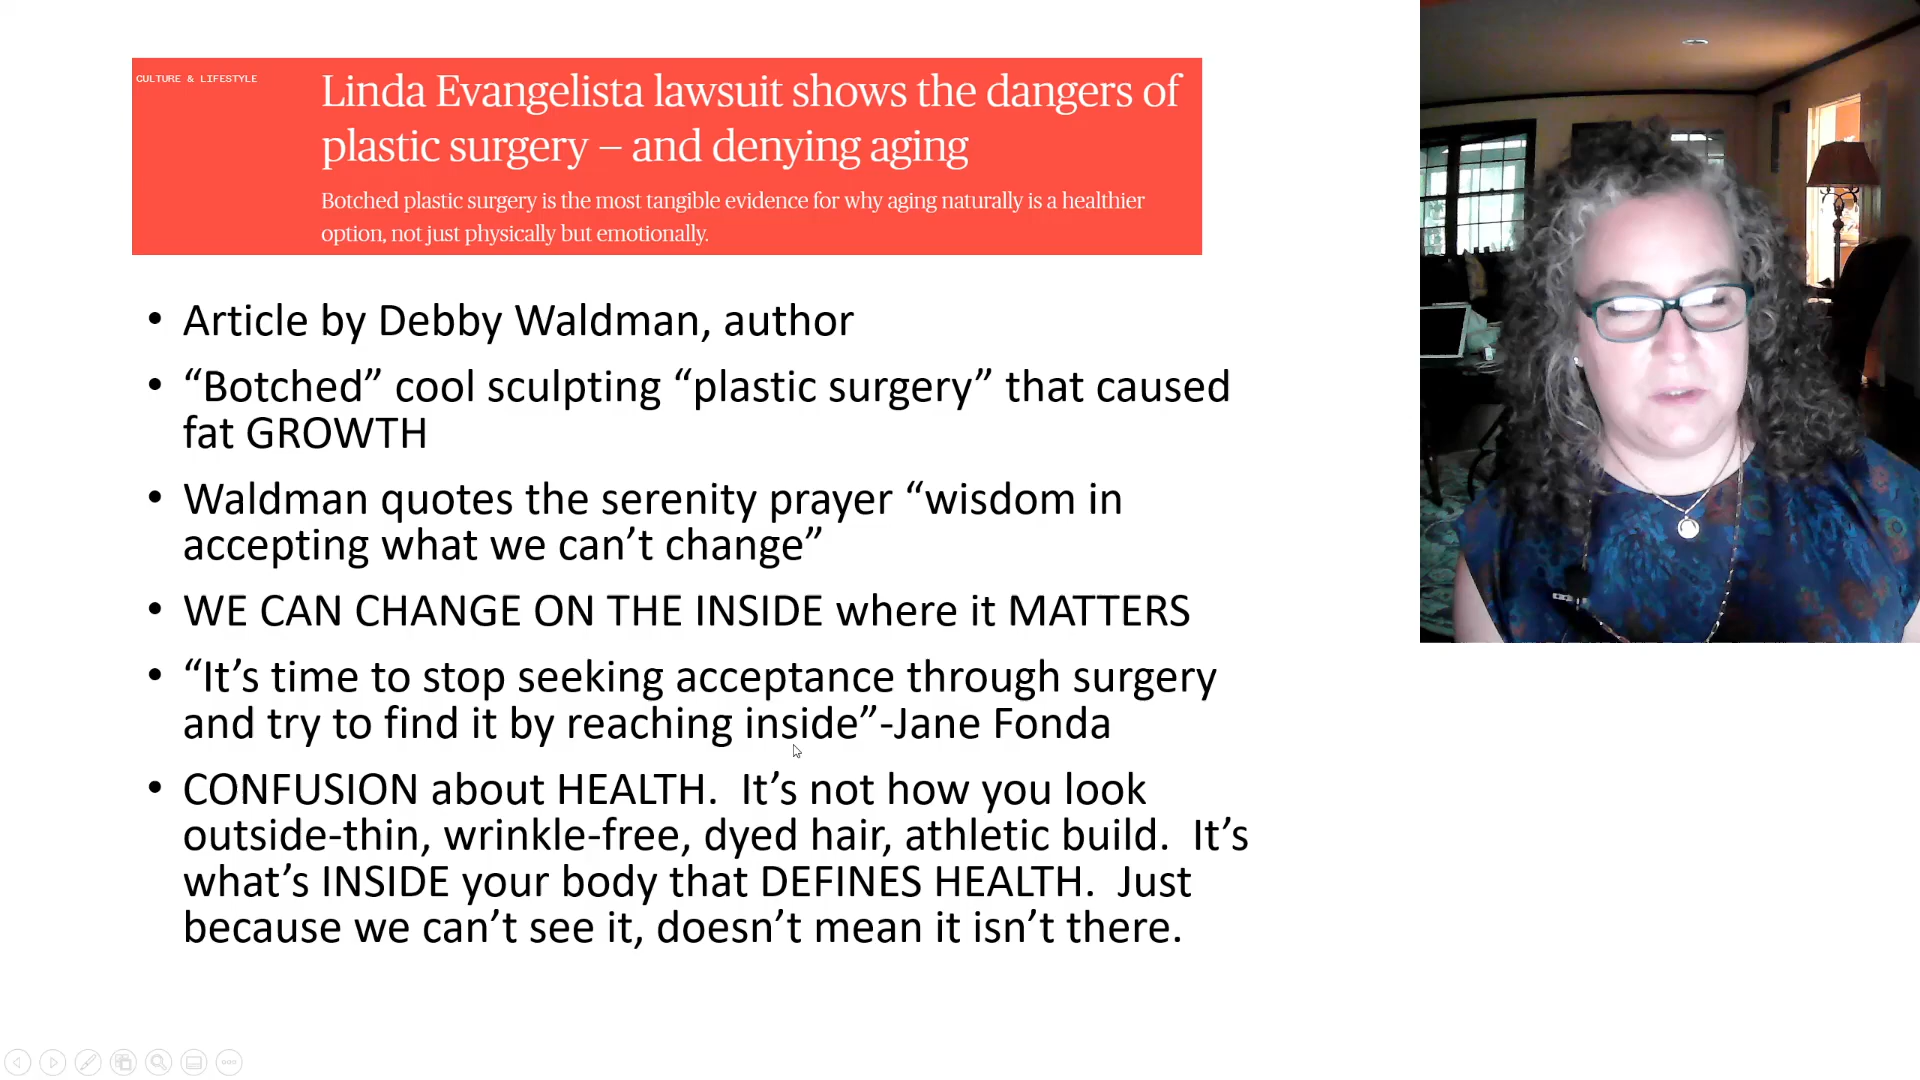 CULTURE & LIFESTYLE
Linda Evangelista lawsuit shows the dangers of
plastic surgery – and denying aging
Botched plastic surgery is the most tangible evidence for why aging naturally is a healthier
option, not just physically but emotionally.
• Article by Debby Waldman, author
• “Botched” cool sculpting “plastic surgery” that caused
fat GROWTH
• Waldman quotes the serenity prayer “wisdom in
accepting what we can’t change”
• WE CAN CHANGE ON THE INSIDE where it MATTERS
• “It’s time to stop seeking acceptance through surgery
and try to find it by reaching inside”-Jane Fonda
• CONFUSION about HEALTH.  It’s not how you look
outside-thin, wrinkle-free, dyed hair, athletic build.  It’s
what’s INSIDE your body that DEFINES HEALTH.  Just
because we can’t see it, doesn’t mean it isn’t there.